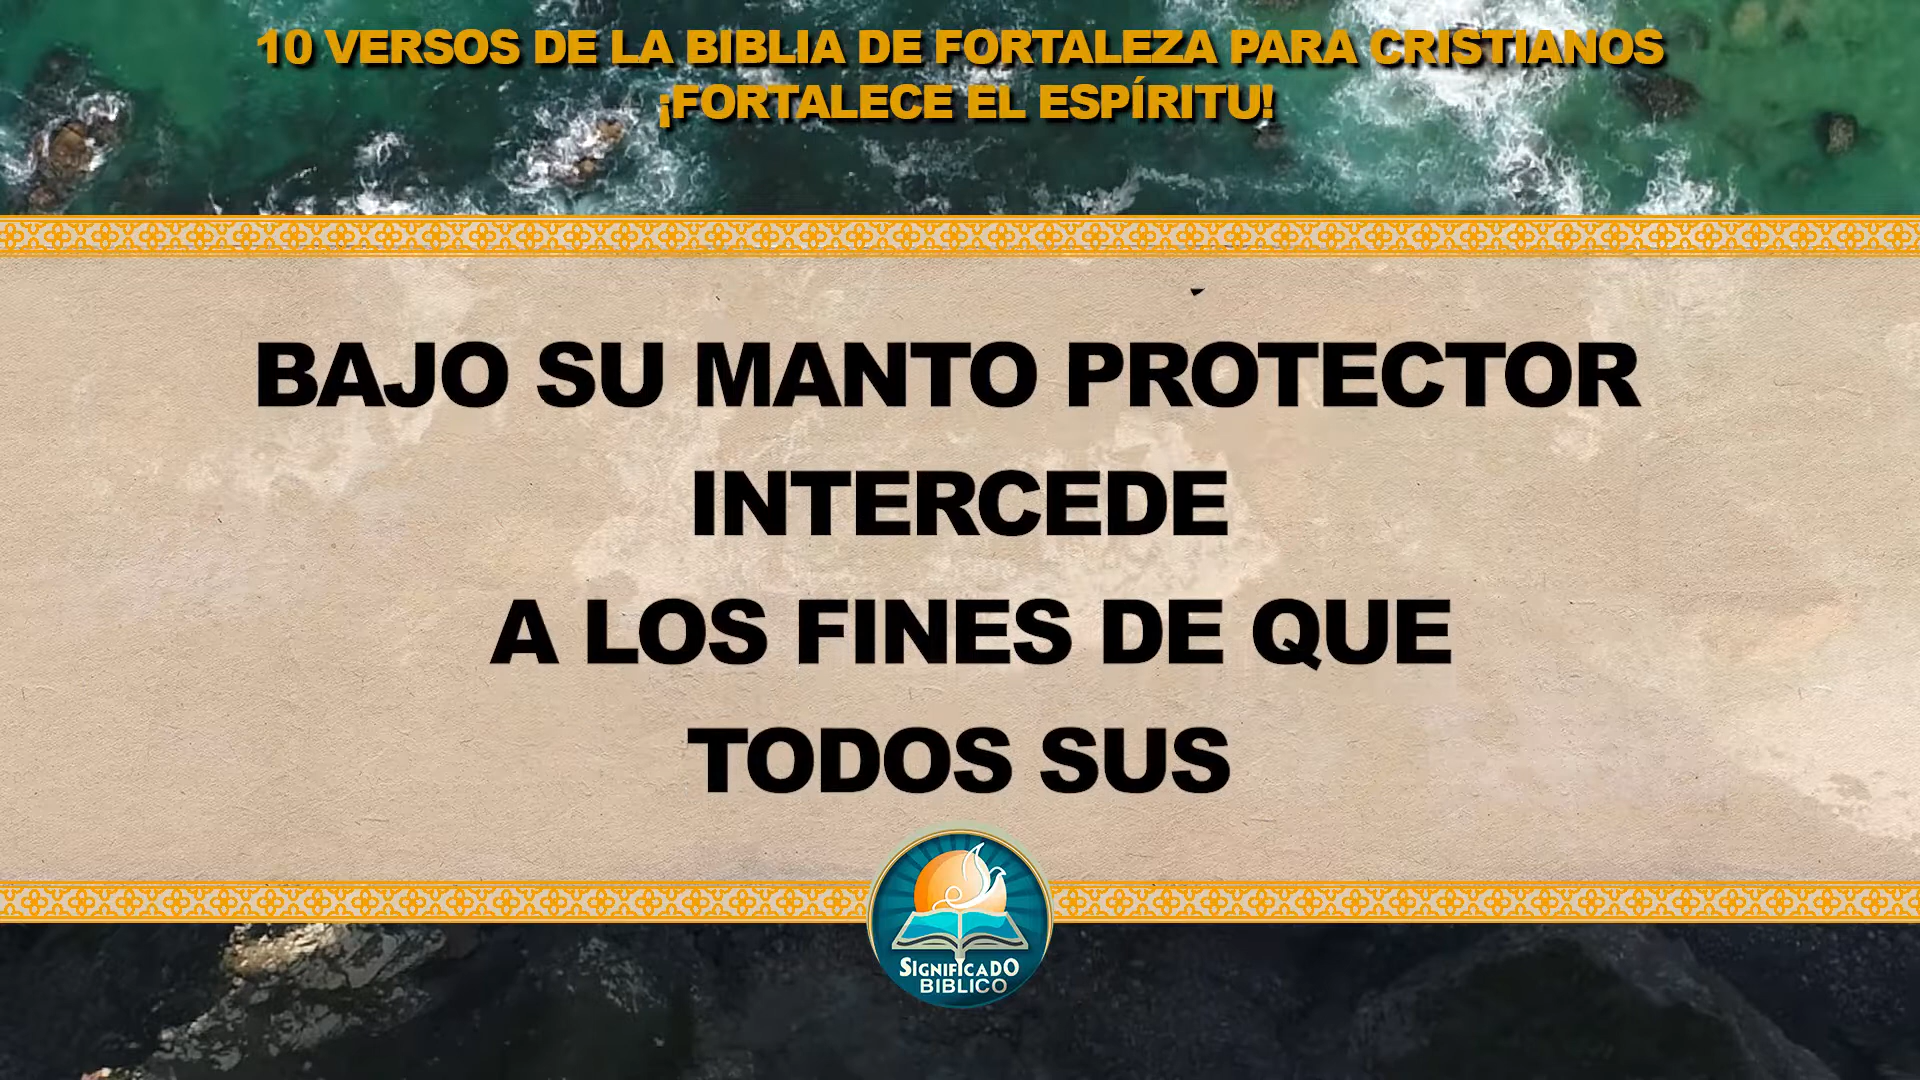 10 VERSOS DE LA BIBLIA DE FORTALEZA PARA CRISTIANOS
¡FORTALECE EL ESPÍRITU!
BAJO SU MANTO PROTECTOR
INTERCEDE
A LOS FINES DE QUE
TODOS SUS
SIGNIFICADO
BIBLICO